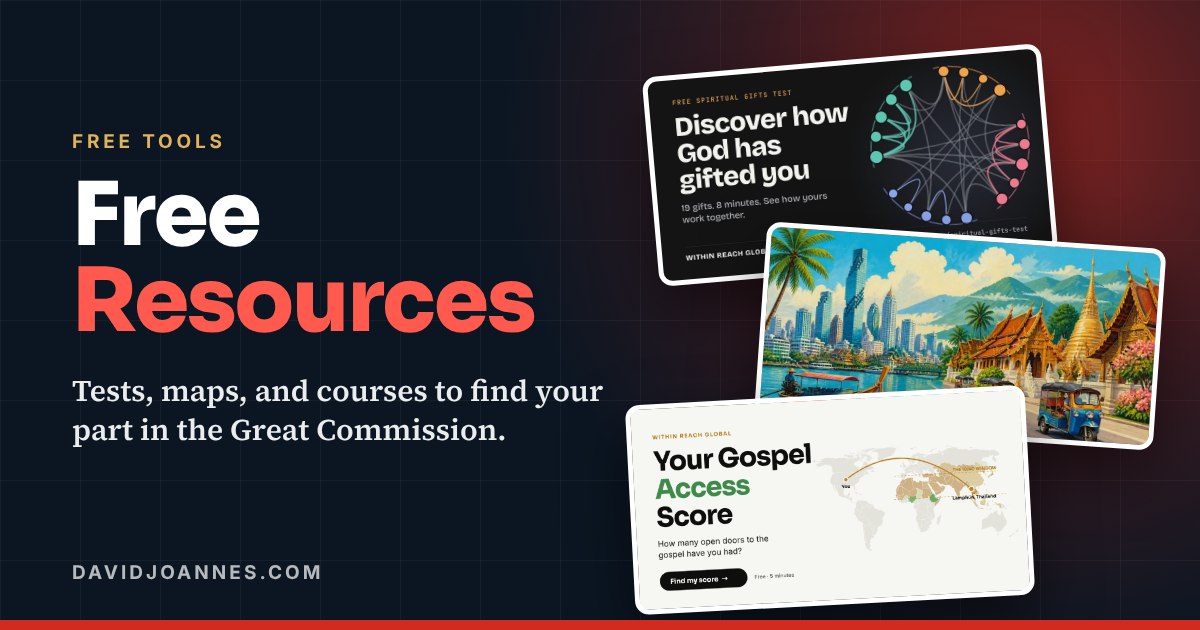 FREE TOOLS
Free
Resources
Tests, maps, and courses to find your
part in the Great Commission.
DAVIDJOANNES.COM
FREE SPIRITUAL GIFTS TEST
Discover how
God has
gifted you
19 gifts. 8 minutes. See how yours
work together.
WITHIN REACH
-gifts-test
WITHIN REACH GLOBAL
Your Gospel
Access
Score
How many open doors to the
gospel have you had?
Find my score →
Free · 5 minutes
You
Lamphun, Thailand